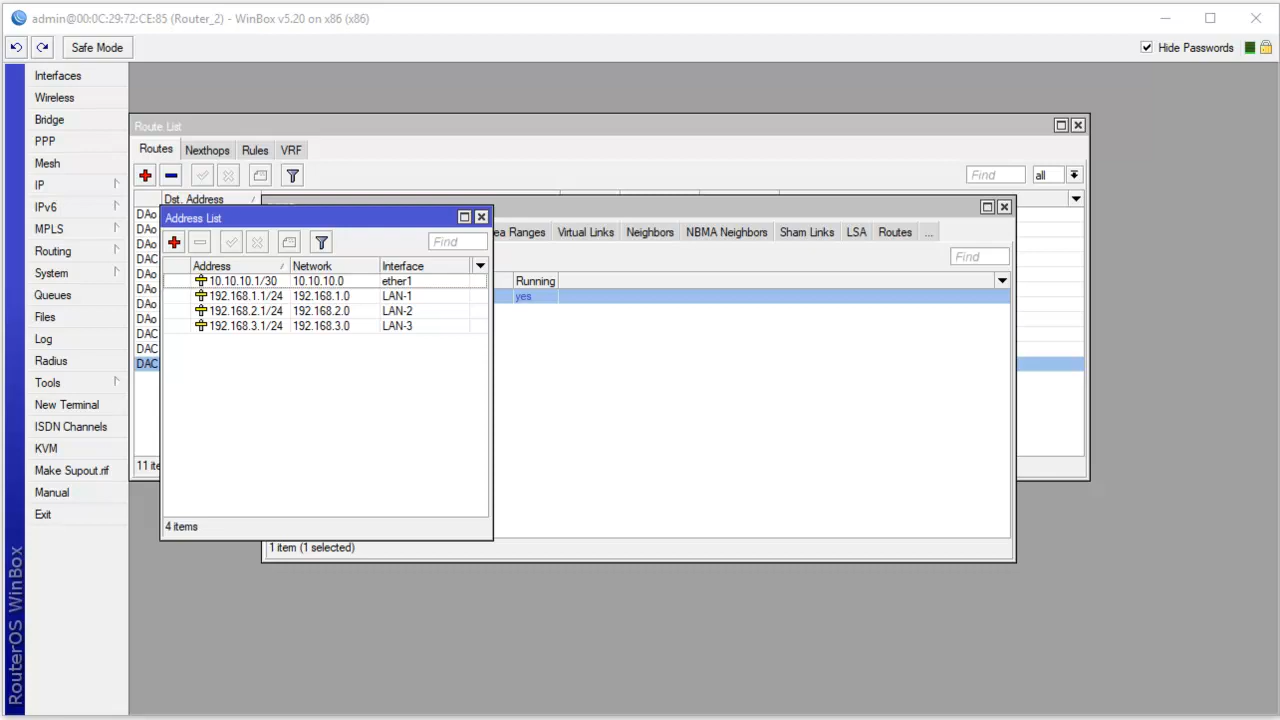 admin@00:0C:29:72:CE:85 (Router_2) - WinBox v5.20 on x86 (x86)
Safe Mode
Hide Passwords
Interfaces
Wireless
Bridge
PPP
Mesh
IP
IPv6
MPLS
Routing
System
Queues
Files
Log
Radius
Tools
New Terminal
ISDN Channels
KVM
Make Supout.rif
Manual
Exit
RouterOS WinBox
Route List
Routes Nexthops Rules VRF
Find all
Dst. Address
DAo
DAo
DAo
DAC
DAo
DAo
DAo
DAo
DAC
DAC
DAC
11 ite
Address List
Find
Address Network Interface
10.10.10.1/30 10.10.10.0 ether1
192.168.1.1/24 192.168.1.0 LAN-1
192.168.2.1/24 192.168.2.0 LAN-2
192.168.3.1/24 192.168.3.0 LAN-3
4 items
ea Ranges Virtual Links Neighbors NBMA Neighbors Sham Links LSA Routes ...
Find
Running
yes
1 item (1 selected)